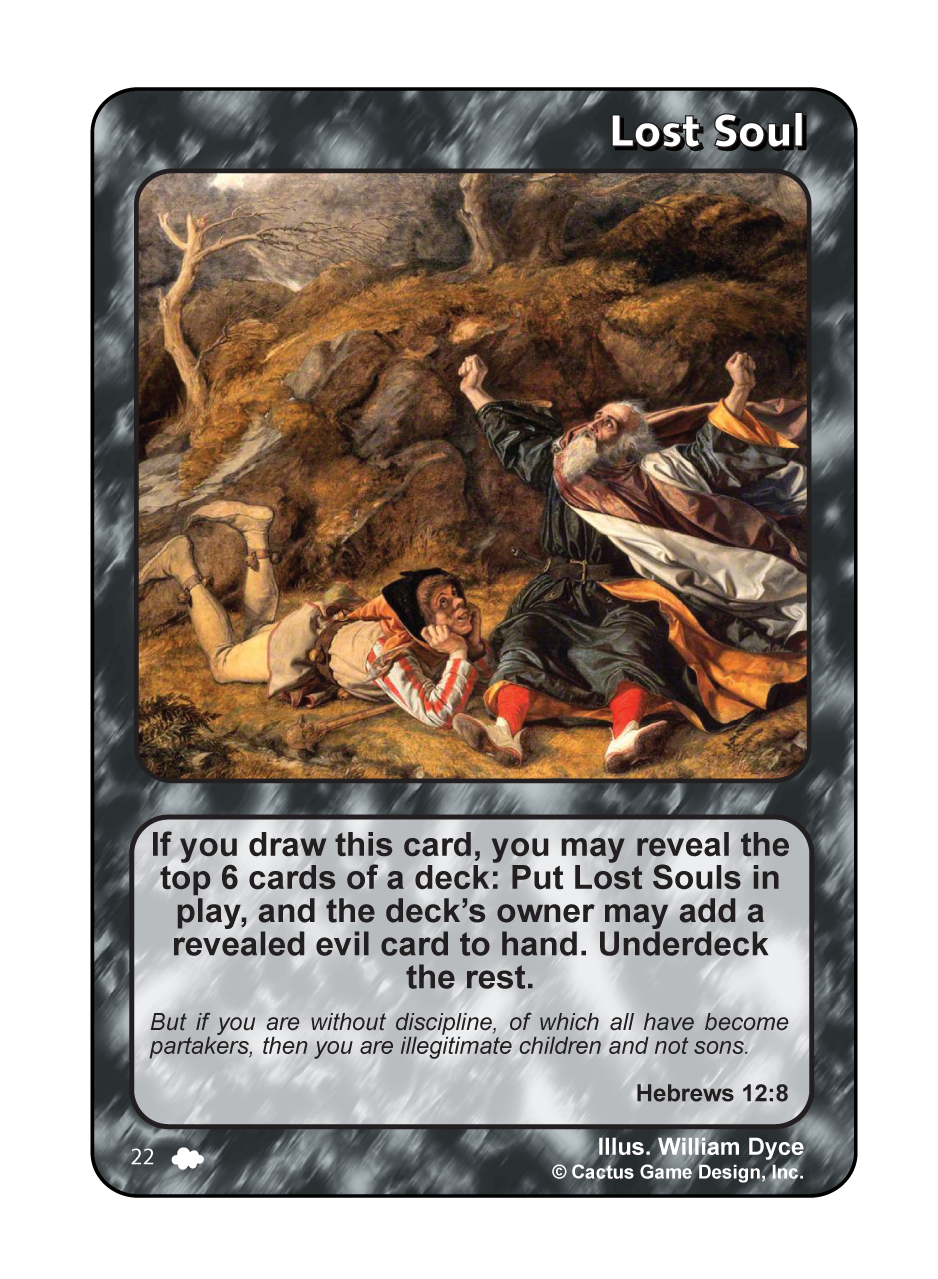 Lost Soul
If you draw this card, you may reveal the
top 6 cards of a deck: Put Lost Souls in
play, and the deck's owner may add a
revealed evil card to hand. Underdeck
the rest.
But if you are without discipline, of which all have become
partakers, then you are illegitimate children and not sons.
Hebrews 12:8
22
Illus. William Dyce
© Cactus Game Design, Inc.